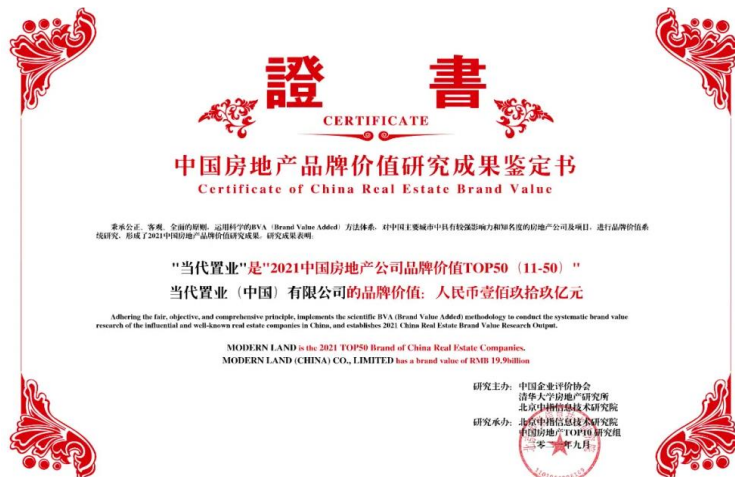 證 書
CERTIFICATE
中国房地产品牌价值研究成果鉴定书
Certificate of China Real Estate Brand Value
秉承公正、客观、全面的原则，运用科学的BVA（Brand Value Added）方法体系，对中国主要城市中具有较强影响力和知名度的房地产公司及项目，进行品牌价值系
统研究，形成了2021中国房地产品牌价值研究成果。研究成果表明：
"当代置业"是"2021中国房地产公司品牌价值TOP50（11-50）"
当代置业（中国）有限公司的品牌价值：人民币壹佰玖拾玖亿元
Adhering the fair, objective, and comprehensive principle, implements the scientific BVA (Brand Value Added) methodology to conduct the systematic brand value
research of the influential and well-known real estate companies in China, and establishes 2021 China Real Estate Brand Value Research Output.
MODERN LAND is the 2021 TOP50 Brand of China Real Estate Companies.
MODERN LAND (CHINA) CO., LIMITED has a brand value of RMB 19.9billion
研究主办：中国企业评价协会
清华大学房地产研究所
北京中指信息技术研究院
研究承办：北京中指信息技术研究院
中国房地产TOP10研究组
二零二一年九月